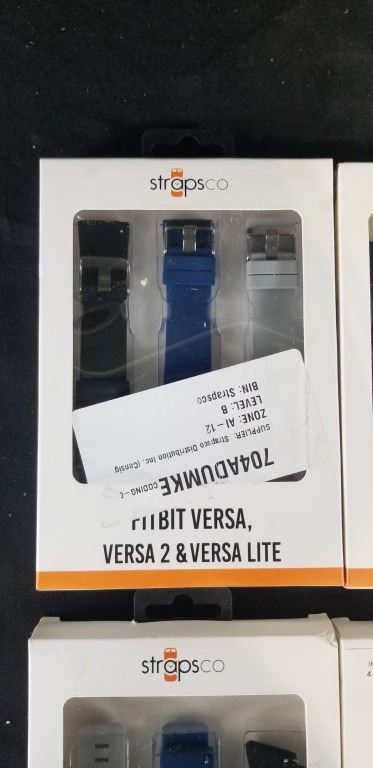 strapsco
BIN: Strapsco
LEVEL: B
ZONE: AI-12
SUPPLIER: Strapsco Distribution Inc. (Consig
704ADUMKE CODING-
FITBIT VERSA,
VERSA 2 & VERSA LITE
strapsco